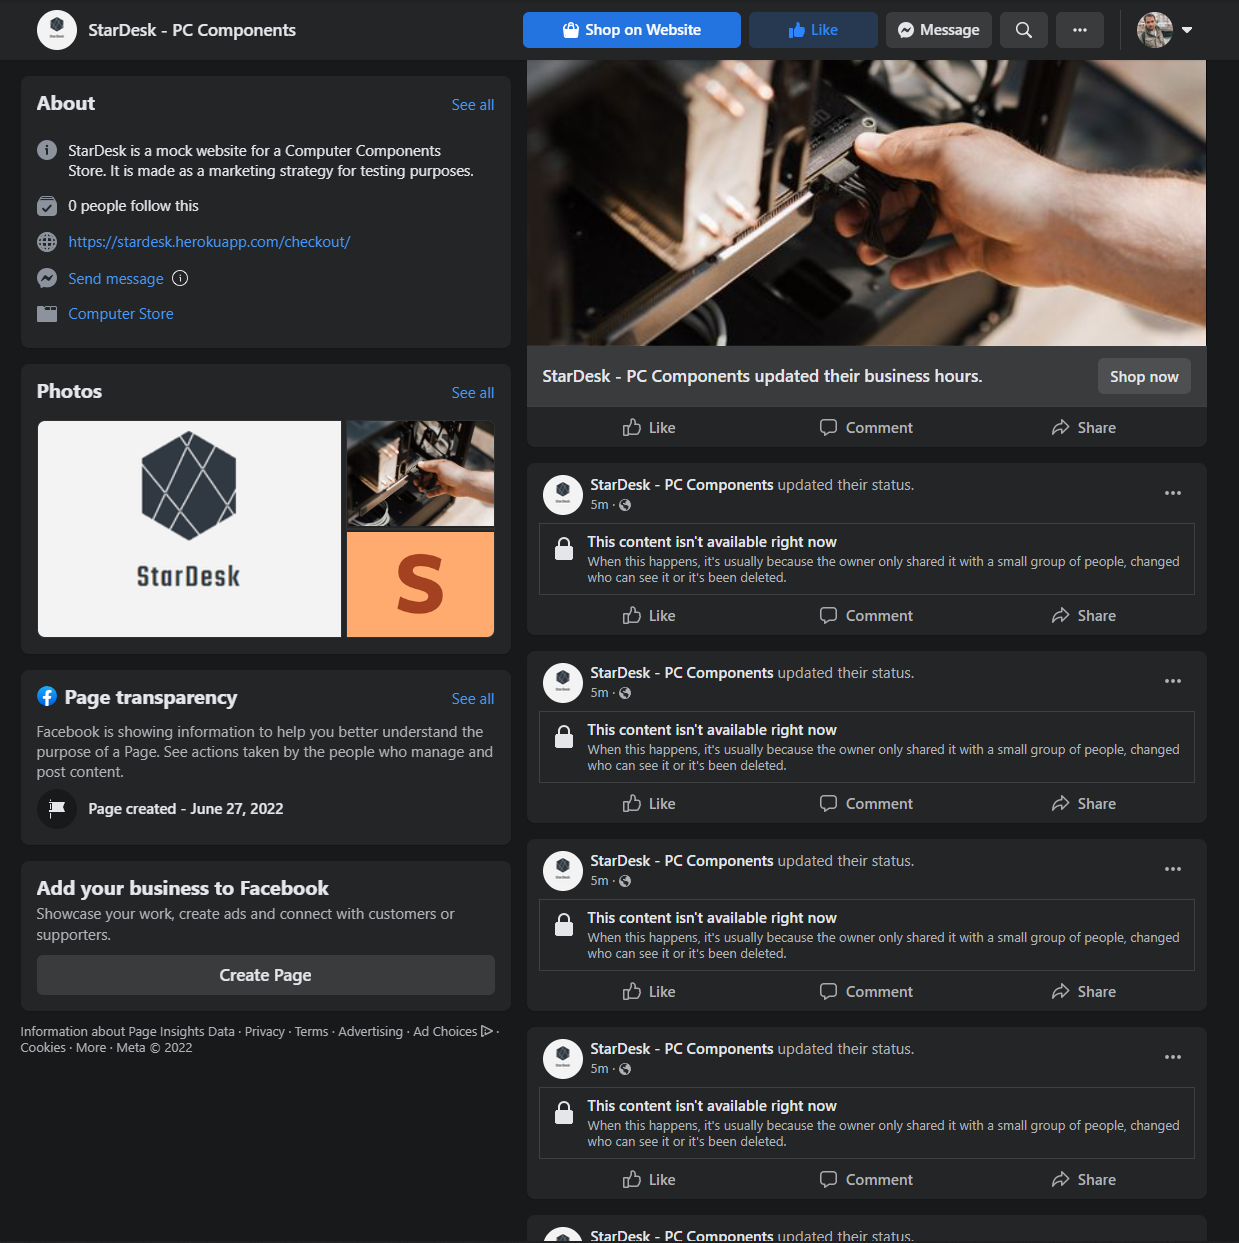 StarDesk - PC Components
Shop on Website
Like
Message
About
See all
StarDesk is a mock website for a Computer Components
Store. It is made as a marketing strategy for testing purposes.
0 people follow this
https://stardesk.herokuapp.com/checkout/
Send message
Computer Store
Photos
See all
StarDesk
S
Page transparency
See all
Facebook is showing information to help you better understand the
purpose of a Page. See actions taken by the people who manage and
post content.
Page created - June 27, 2022
Add your business to Facebook
Showcase your work, create ads and connect with customers or
supporters.
Create Page
Information about Page Insights Data · Privacy · Terms · Advertising · Ad Choices ·
Cookies · More · Meta © 2022
StarDesk - PC Components updated their business hours.
Shop now
Like
Comment
Share
StarDesk - PC Components updated their status.
5m ·
This content isn't available right now
When this happens, it's usually because the owner only shared it with a small group of people, changed
who can see it or it's been deleted.
Like
Comment
Share
StarDesk - PC Components updated their status.
5m ·
This content isn't available right now
When this happens, it's usually because the owner only shared it with a small group of people, changed
who can see it or it's been deleted.
Like
Comment
Share
StarDesk - PC Components updated their status.
5m ·
This content isn't available right now
When this happens, it's usually because the owner only shared it with a small group of people, changed
who can see it or it's been deleted.
Like
Comment
Share
StarDesk - PC Components updated their status.
5m ·
This content isn't available right now
When this happens, it's usually because the owner only shared it with a small group of people, changed
who can see it or it's been deleted.
Like
Comment
Share
StarDesk - PC Components updated their status.